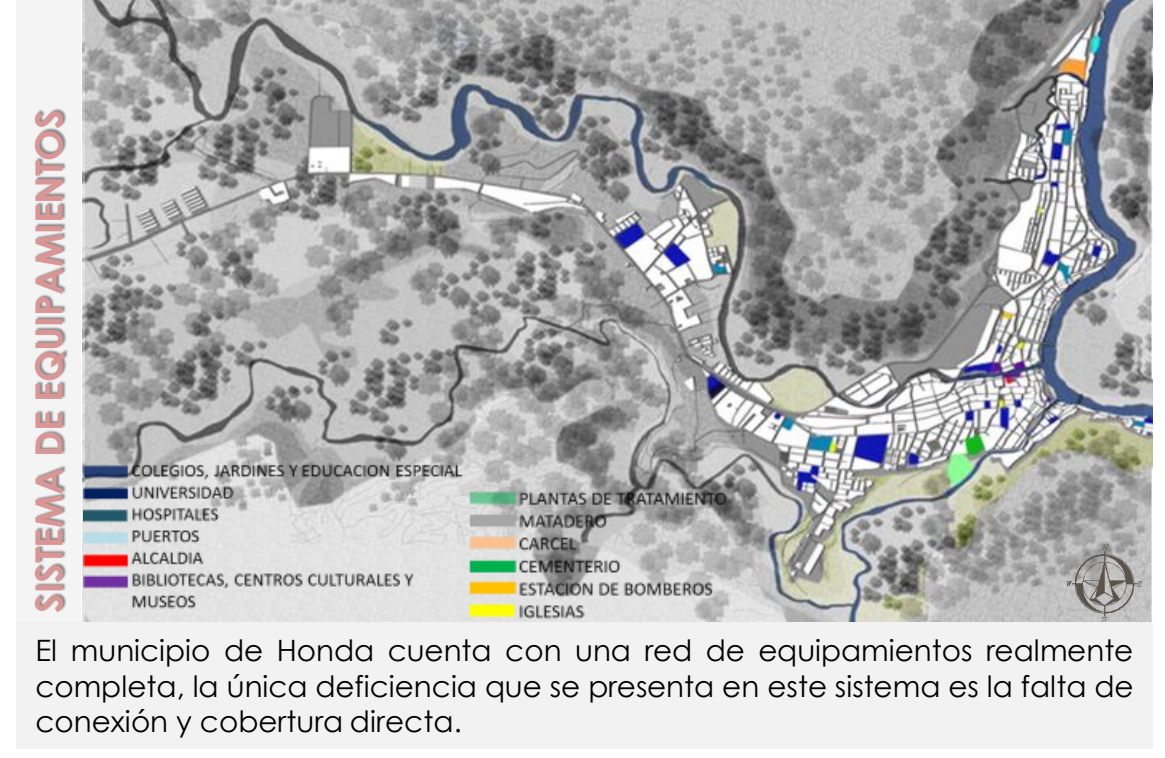 SISTEMA DE EQUIPAMIENTOS
COLEGIOS, JARDINES Y EDUCACION ESPECIAL
UNIVERSIDAD
HOSPITALES
PUERTOS
ALCALDIA
BIBLIOTECAS, CENTROS CULTURALES Y
MUSEOS
PLANTAS DE TRATAMIENTO
MATADERO
CARCEL
CEMENTERIO
ESTACION DE BOMBEROS
IGLESIAS
El municipio de Honda cuenta con una red de equipamientos realmente
completa, la única deficiencia que se presenta en este sistema es la falta de
conexión y cobertura directa.